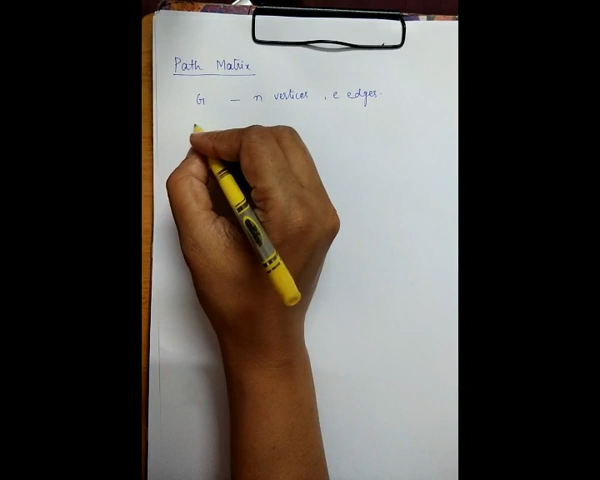 Path Matrix
G – n vertices , e edges.